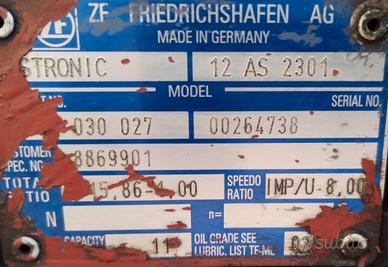 ZF FRIEDRICHSHAFEN AG
MADE IN GERMANY
STRONIC 12 AS 2301
MODEL
SERIAL NO.
030 027 00264738
8869901
SPEC. NO
15,86-1,00 SPEEDO RATIO IMP/U-8,00
N n=
CAPACITY 11 OIL GRADE SEE LUBRIC. LIST TE-ML 02
subito